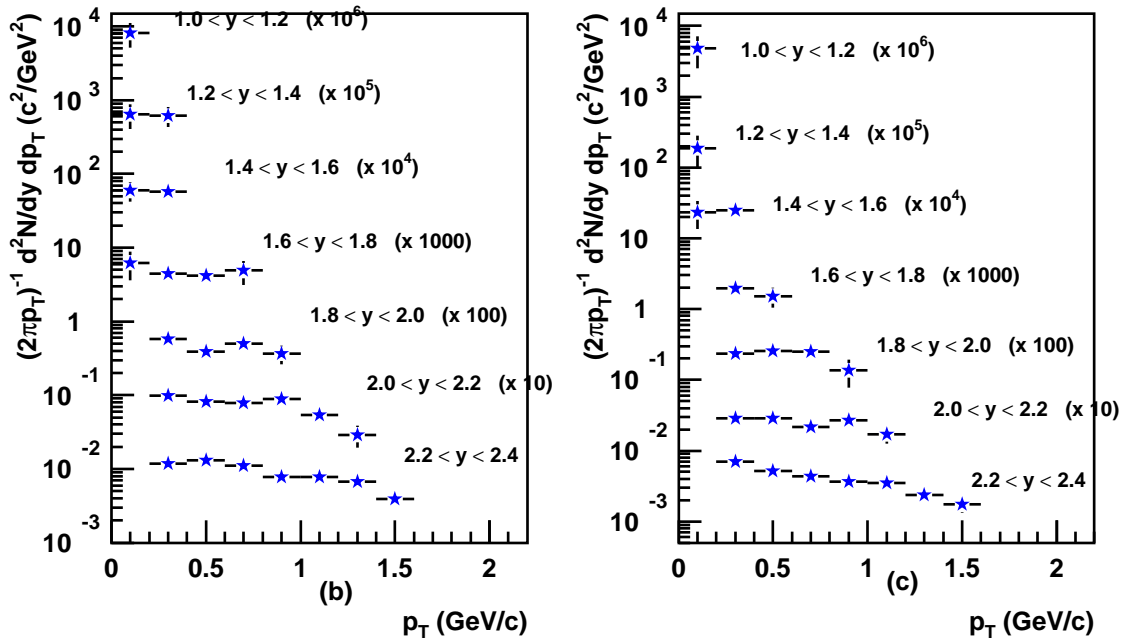 (2πp_T)^-1 d^2N/dy dp_T (c^2/GeV^2)
10^4
10^3
10^2
10
1
10^-1
10^-2
10^-3
1.0 < y < 1.2 (x 10^6)
1.2 < y < 1.4 (x 10^5)
1.4 < y < 1.6 (x 10^4)
1.6 < y < 1.8 (x 1000)
1.8 < y < 2.0 (x 100)
2.0 < y < 2.2 (x 10)
2.2 < y < 2.4
0 0.5 1 1.5 2
(b)
p_T (GeV/c)
(2πp_T)^-1 d^2N/dy dp_T (c^2/GeV^2)
10^4
10^3
10^2
10
1
10^-1
10^-2
10^-3
1.0 < y < 1.2 (x 10^6)
1.2 < y < 1.4 (x 10^5)
1.4 < y < 1.6 (x 10^4)
1.6 < y < 1.8 (x 1000)
1.8 < y < 2.0 (x 100)
2.0 < y < 2.2 (x 10)
2.2 < y < 2.4
0 0.5 1 1.5 2
(c)
p_T (GeV/c)